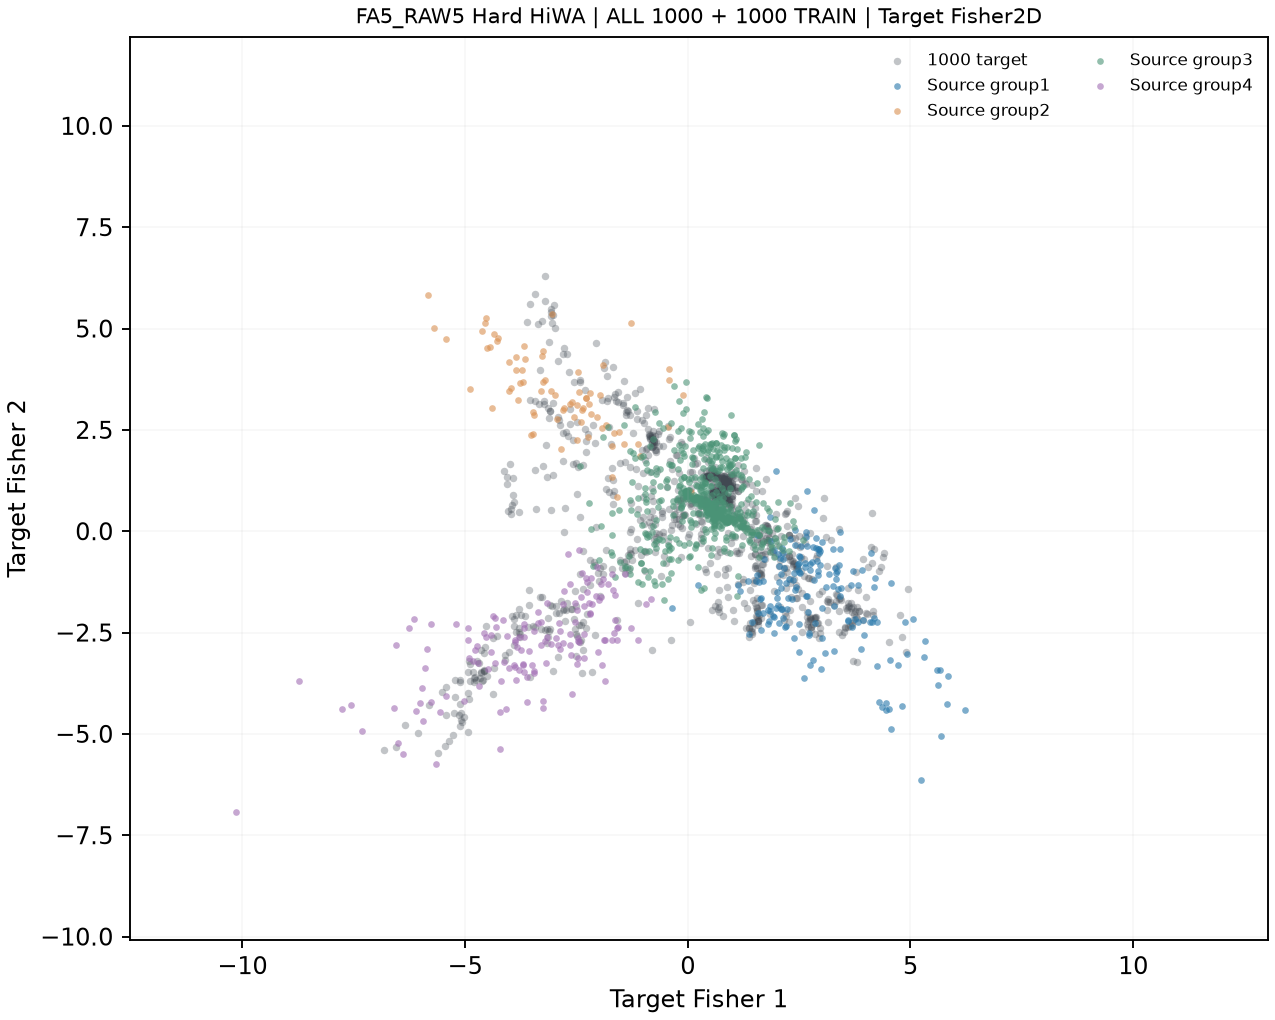 FA5_RAW5 Hard HiWA | ALL 1000 + 1000 TRAIN | Target Fisher2D
1000 target
Source group1
Source group2
Source group3
Source group4
Target Fisher 2
10.0
7.5
5.0
2.5
0.0
−2.5
−5.0
−7.5
−10.0
−10
−5
0
5
10
Target Fisher 1